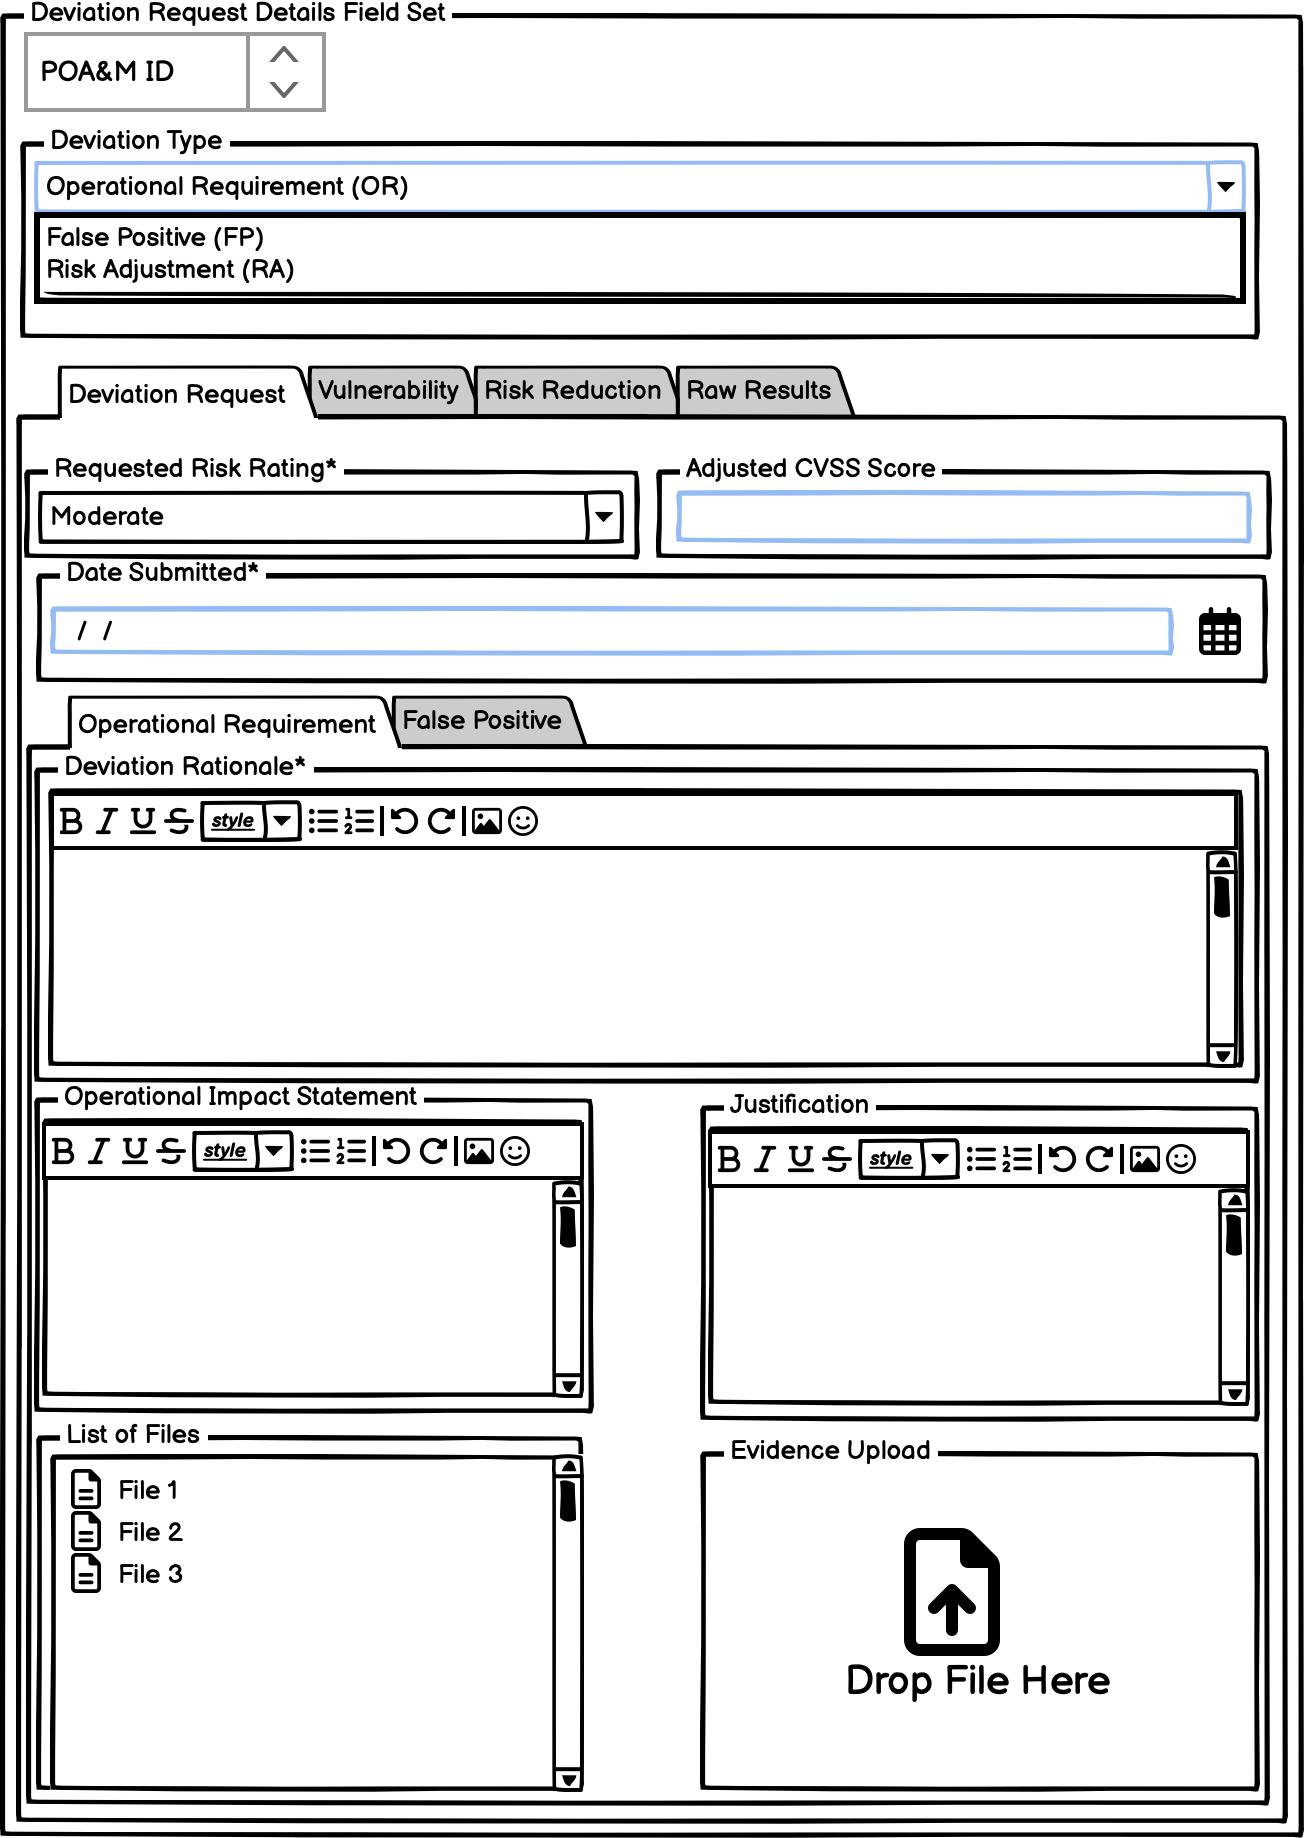 Deviation Request Details Field Set
POA&M ID
Deviation Type
Operational Requirement (OR)
False Positive (FP)
Risk Adjustment (RA)
Deviation Request Vulnerability Risk Reduction Raw Results
Requested Risk Rating* Adjusted CVSS Score
Moderate
Date Submitted*
/ /
Operational Requirement False Positive
Deviation Rationale*
B I U S style
Operational Impact Statement Justification
B I U S style B I U S style
List of Files Evidence Upload
File 1
File 2
File 3
Drop File Here